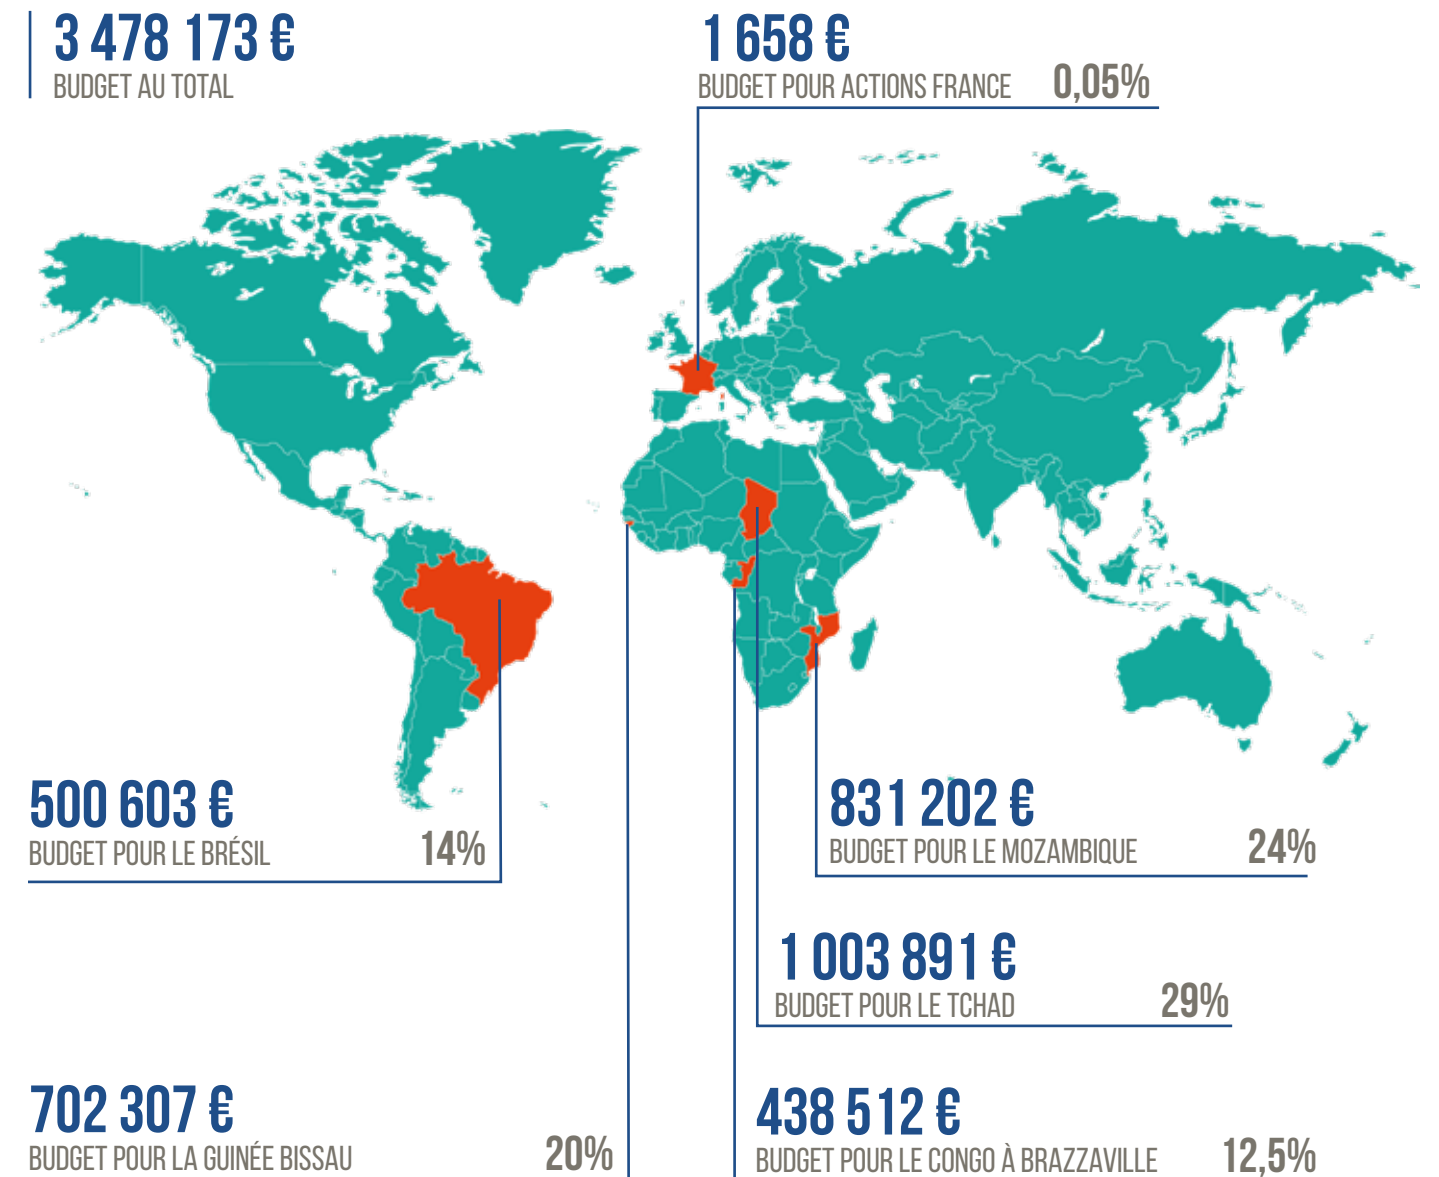 3 478 173 €
BUDGET AU TOTAL
1 658 €
BUDGET POUR ACTIONS FRANCE 0,05%
500 603 €
BUDGET POUR LE BRÉSIL 14%
831 202 €
BUDGET POUR LE MOZAMBIQUE 24%
1 003 891 €
BUDGET POUR LE TCHAD 29%
702 307 €
BUDGET POUR LA GUINÉE BISSAU 20%
438 512 €
BUDGET POUR LE CONGO À BRAZZAVILLE 12,5%